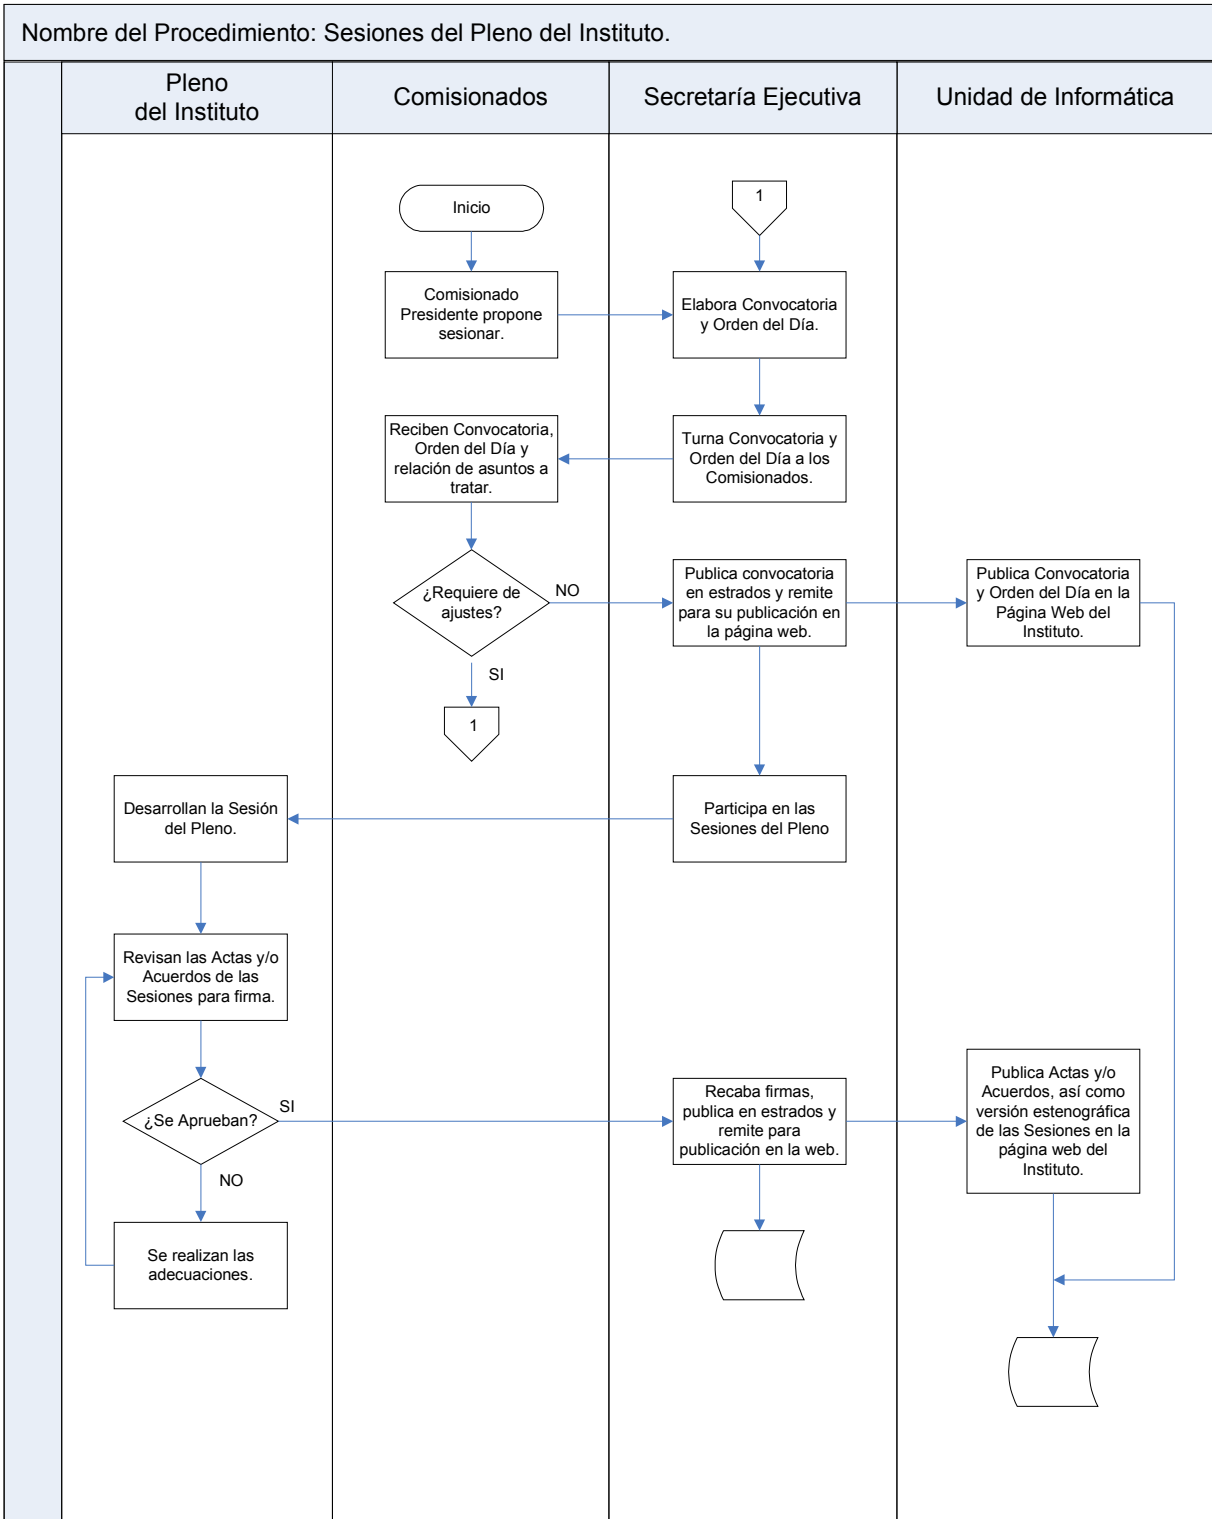 Nombre del Procedimiento: Sesiones del Pleno del Instituto.
Pleno
del Instituto
Comisionados
Secretaría Ejecutiva
Unidad de Informática
Inicio
1
Comisionado
Presidente propone
sesionar.
Elabora Convocatoria
y Orden del Día.
Reciben Convocatoria,
Orden del Día y
relación de asuntos a
tratar.
Turna Convocatoria y
Orden del Día a los
Comisionados.
¿Requiere de
ajustes?
NO
SI
1
Publica convocatoria
en estrados y remite
para su publicación en
la página web.
Publica Convocatoria
y Orden del Día en la
Página Web del
Instituto.
Desarrollan la Sesión
del Pleno.
Participa en las
Sesiones del Pleno
Revisan las Actas y/o
Acuerdos de las
Sesiones para firma.
¿Se Aprueban?
SI
NO
Recaba firmas,
publica en estrados y
remite para
publicación en la web.
Publica Actas y/o
Acuerdos, así como
versión estenográfica
de las Sesiones en la
página web del
Instituto.
Se realizan las
adecuaciones.